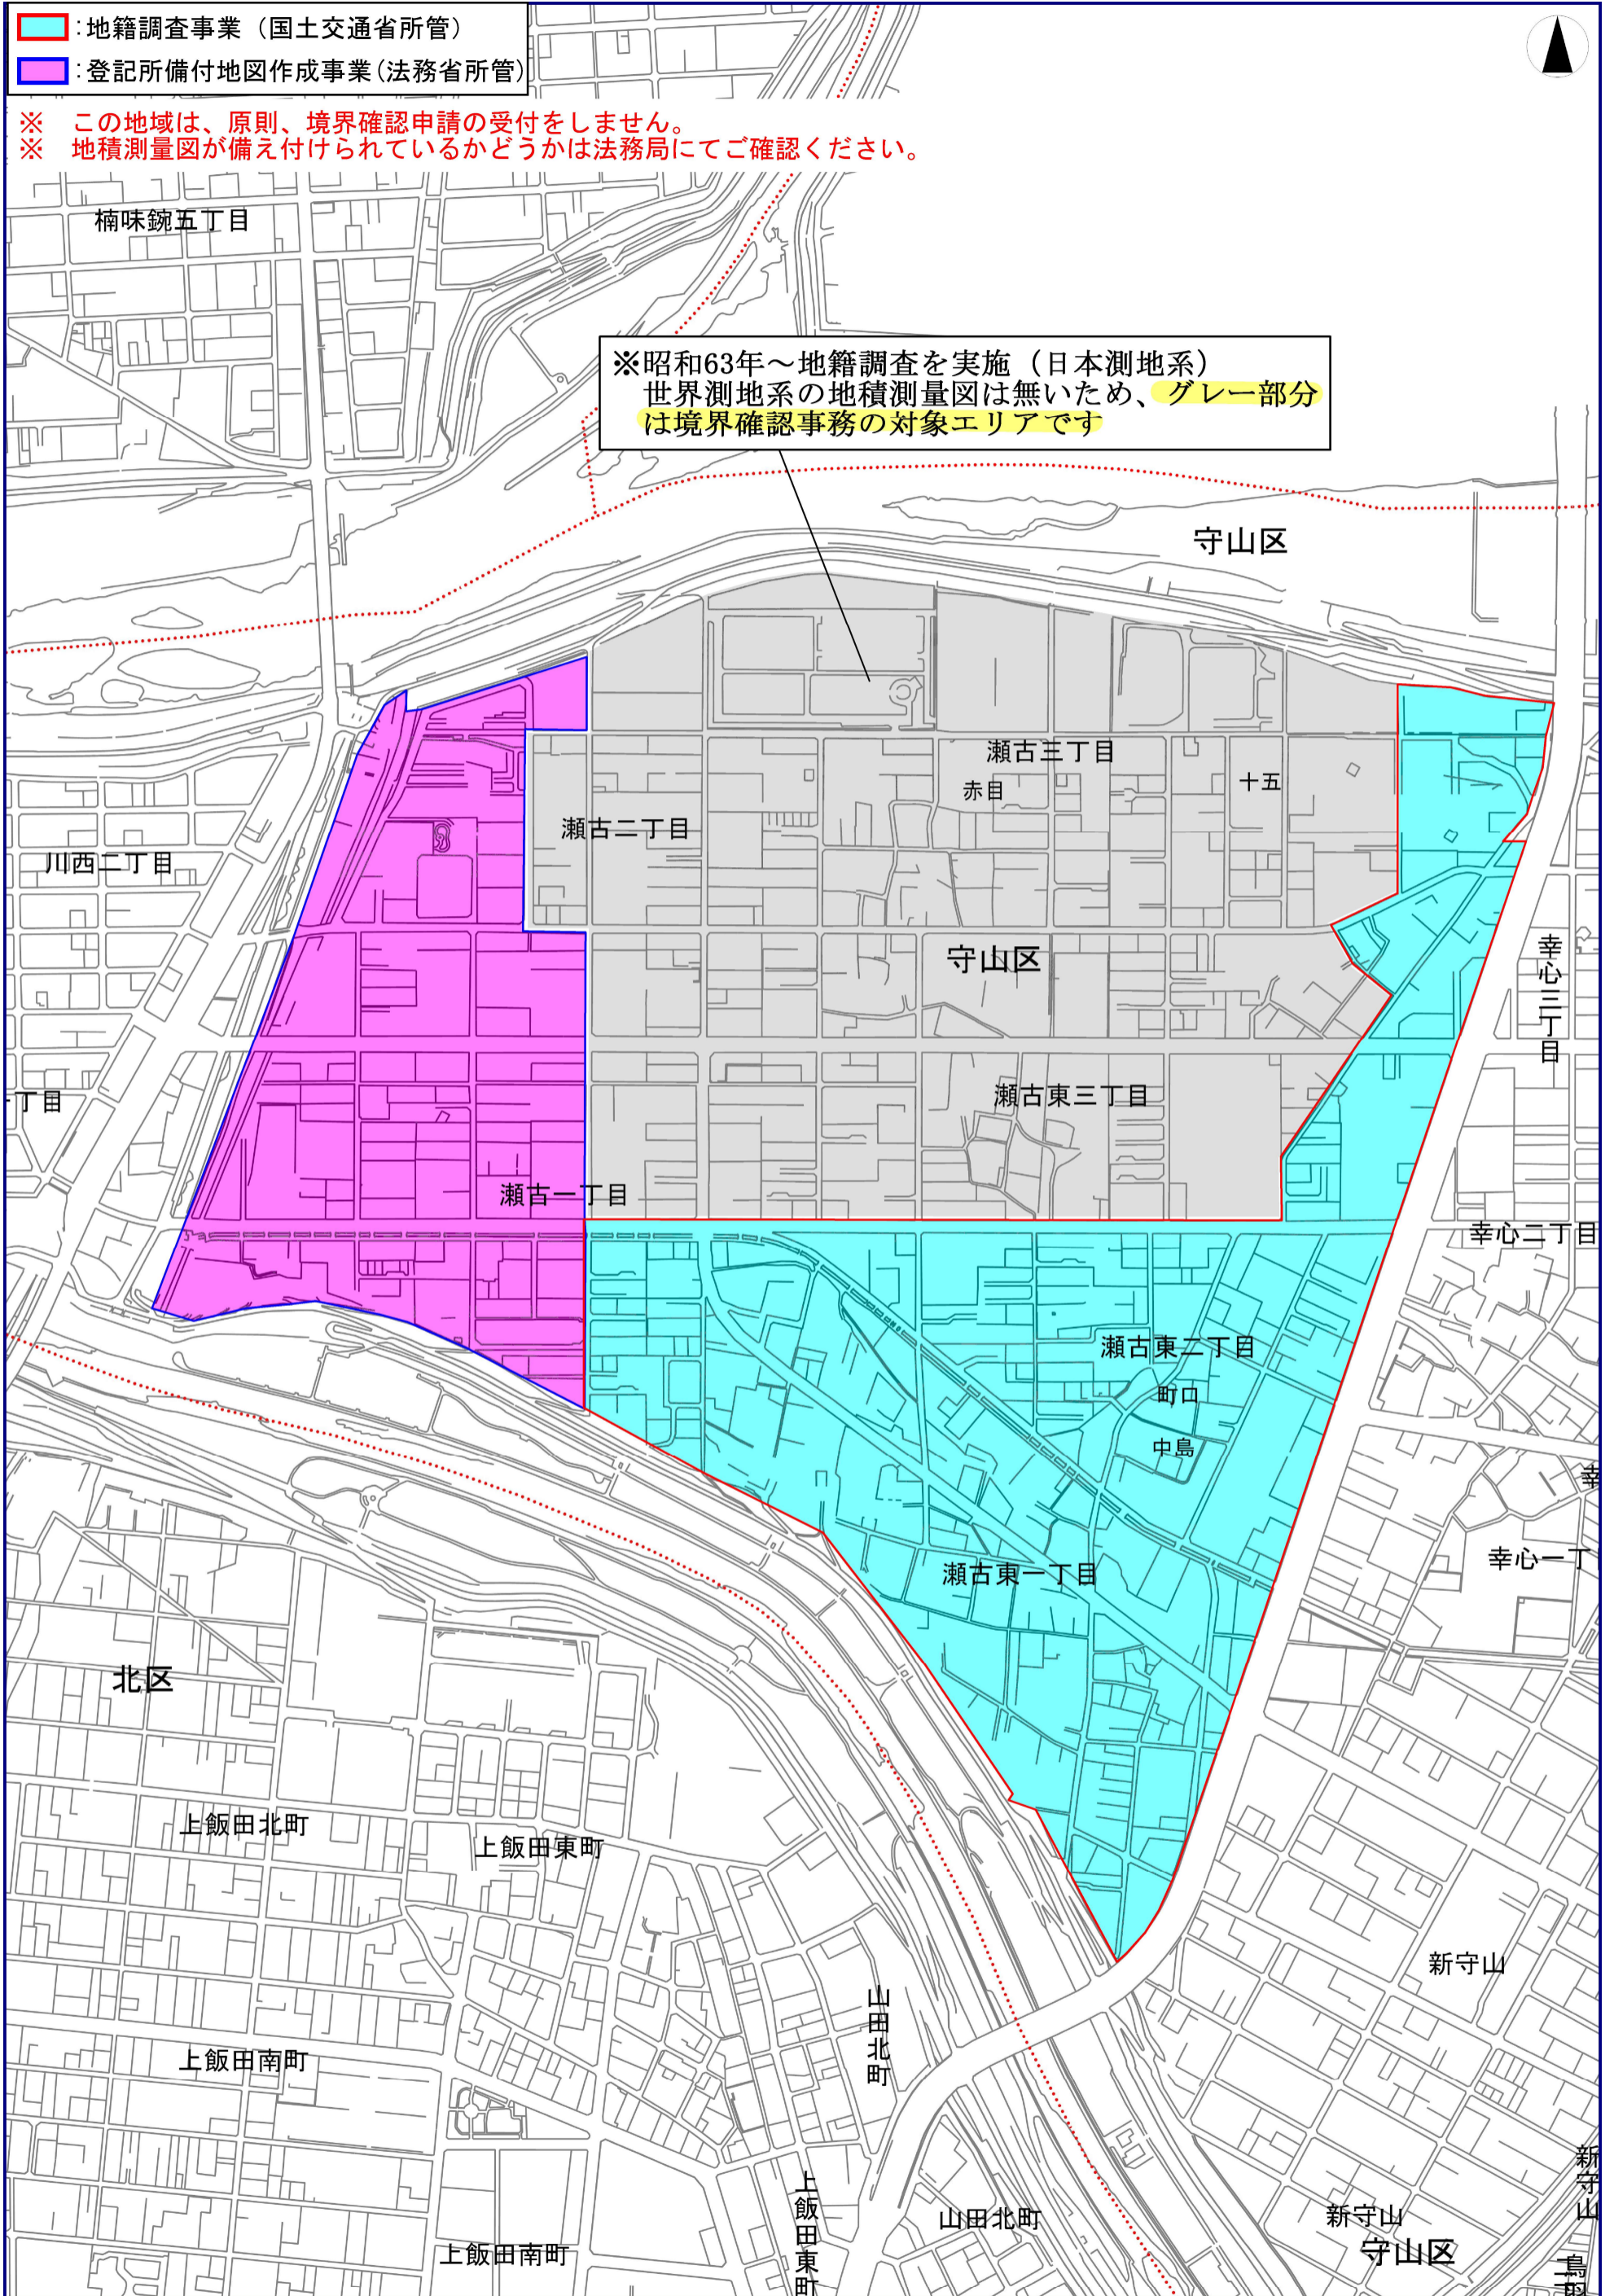 :地籍調査事業（国土交通省所管）
:登記所備付地図作成事業(法務省所管)
※　この地域は、原則、境界確認申請の受付をしません。
※　地積測量図が備え付けられているかどうかは法務局にてご確認ください。
楠味鋺五丁目
※昭和63年～地籍調査を実施（日本測地系）
世界測地系の地積測量図は無いため、グレー部分
は境界確認事務の対象エリアです
守山区
瀬古三丁目
赤目
十五
瀬古二丁目
川西二丁目
守山区
幸心三丁目
瀬古東三丁目
丁目
瀬古一丁目
幸心二丁目
瀬古東二丁目
町口
中島
幸
幸心一丁
瀬古東一丁目
北区
上飯田北町
上飯田東町
新守山
山田北町
上飯田南町
新守山
上飯田東町
山田北町
新守山
守山区
上飯田南町